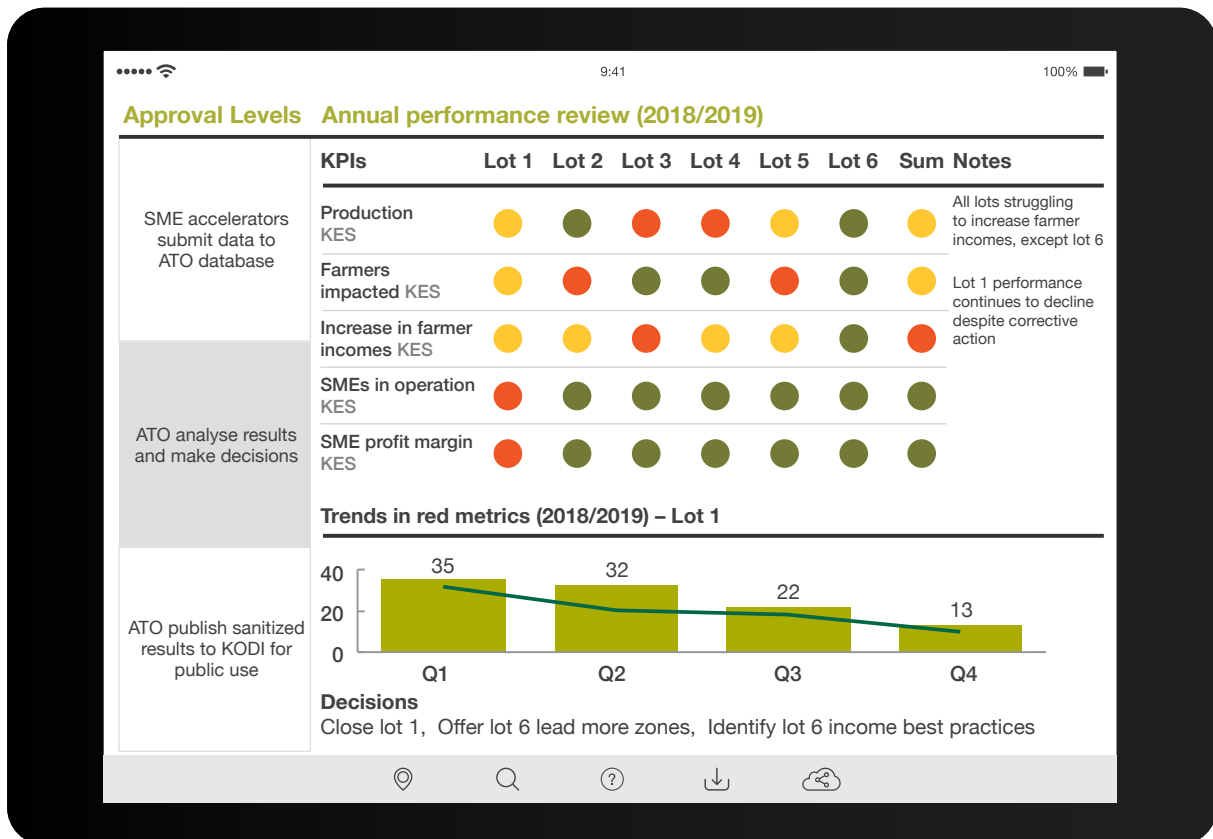 9:41
100%
Approval Levels
Annual performance review (2018/2019)
SME accelerators
submit data to
ATO database
ATO analyse results
and make decisions
ATO publish sanitized
results to KODI for
public use
KPIs Lot 1 Lot 2 Lot 3 Lot 4 Lot 5 Lot 6 Sum Notes
Production
KES
Farmers
impacted KES
Increase in farmer
incomes KES
SMEs in operation
KES
SME profit margin
KES
All lots struggling
to increase farmer
incomes, except lot 6
Lot 1 performance
continues to decline
despite corrective
action
Trends in red metrics (2018/2019) – Lot 1
40
20
0
35 32 22 13
Q1 Q2 Q3 Q4
Decisions
Close lot 1, Offer lot 6 lead more zones, Identify lot 6 income best practices
?